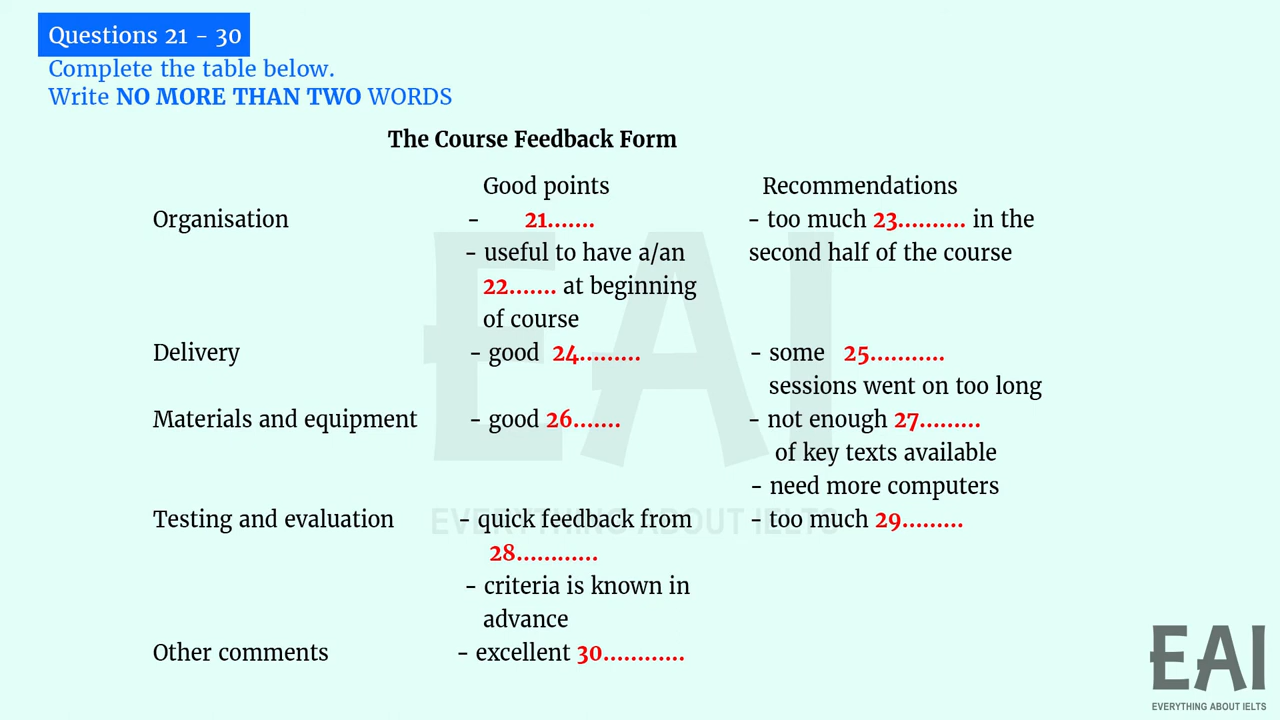 Questions 21 - 30
Complete the table below.
Write NO MORE THAN TWO WORDS
The Course Feedback Form
Good points Recommendations
Organisation - 21....... - too much 23.......... in the
- useful to have a/an second half of the course
22....... at beginning
of course
Delivery - good 24......... - some 25...........
sessions went on too long
Materials and equipment - good 26....... - not enough 27.........
of key texts available
- need more computers
Testing and evaluation - quick feedback from - too much 29.........
28............
- criteria is known in
advance
Other comments - excellent 30............
EAI
EVERYTHING ABOUT IELTS
EAI
EVERYTHING ABOUT IELTS